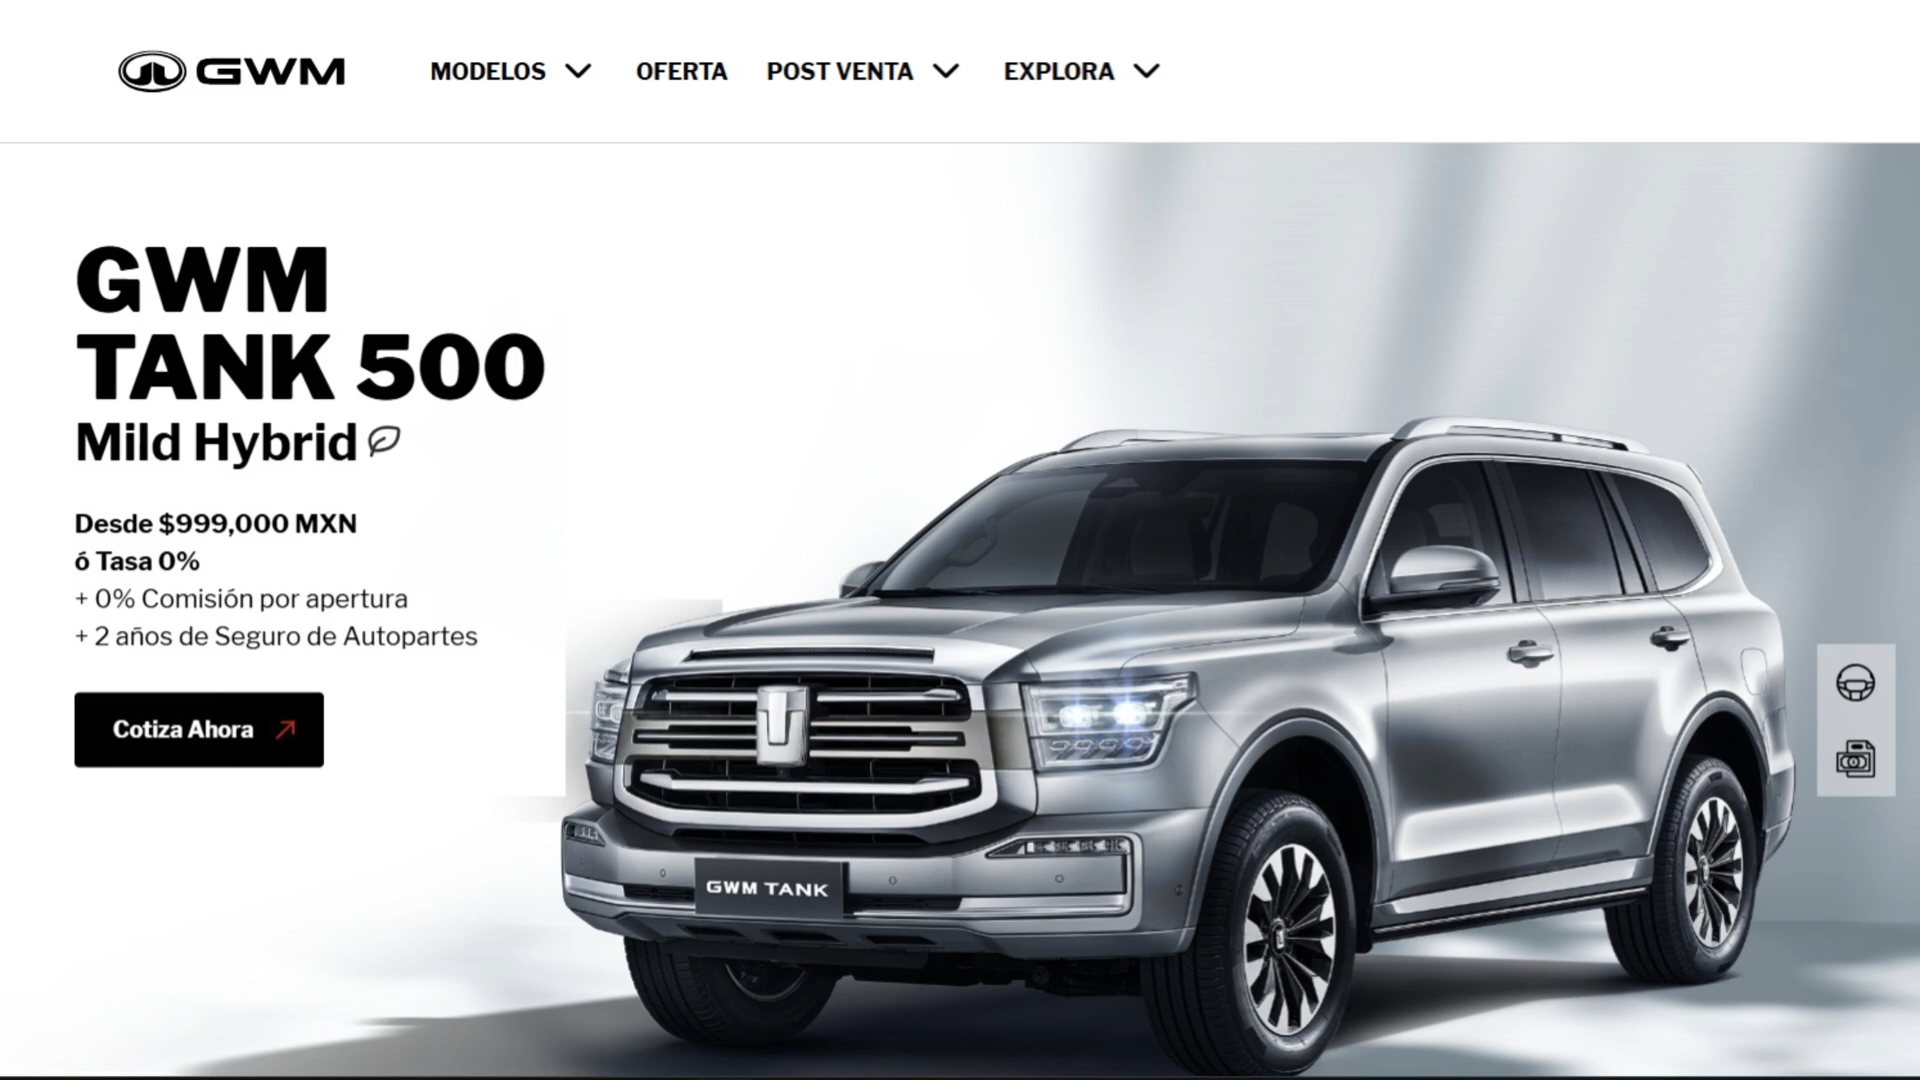 GWM
MODELOS
OFERTA
POST VENTA
EXPLORA
GWM
TANK 500
Mild Hybrid
Desde $999,000 MXN
ó Tasa 0%
+ 0% Comisión por apertura
+ 2 años de Seguro de Autopartes
Cotiza Ahora
GWM TANK